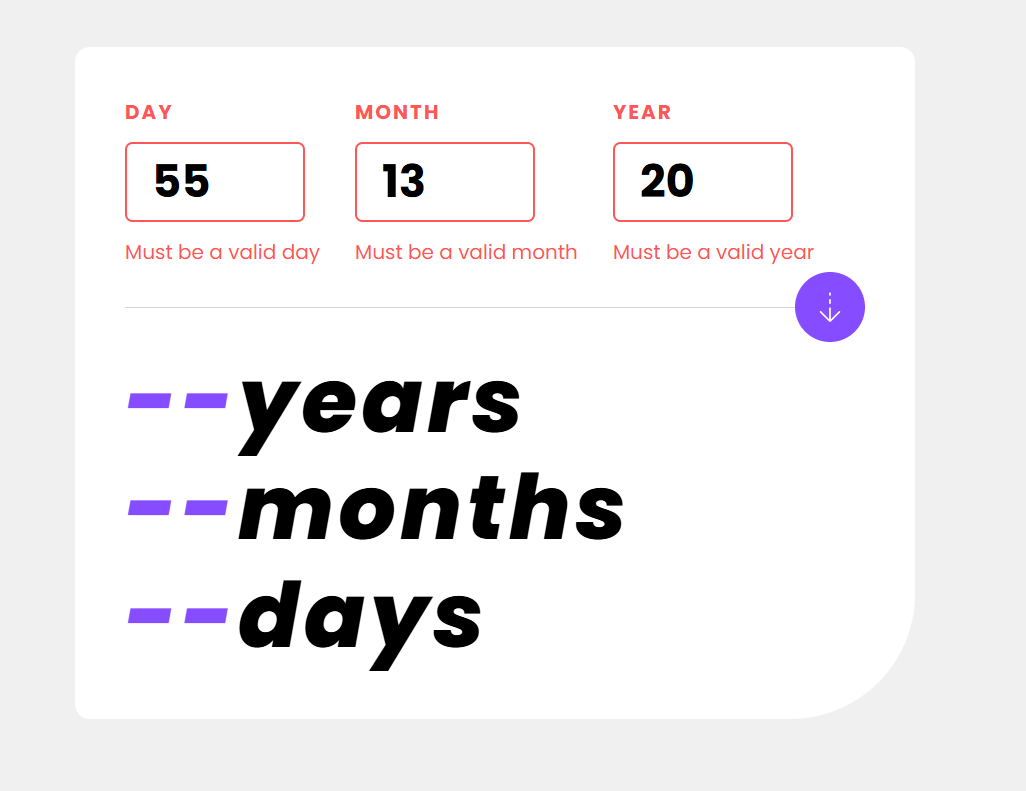 DAY MONTH YEAR
55 13 20
Must be a valid day Must be a valid month Must be a valid year
--years
--months
--days